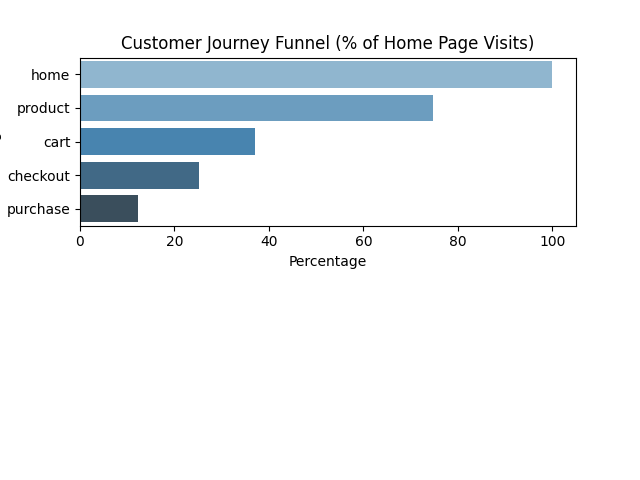 Customer Journey Funnel (% of Home Page Visits)
home
product
cart
checkout
purchase
0 20 40 60 80 100
Percentage